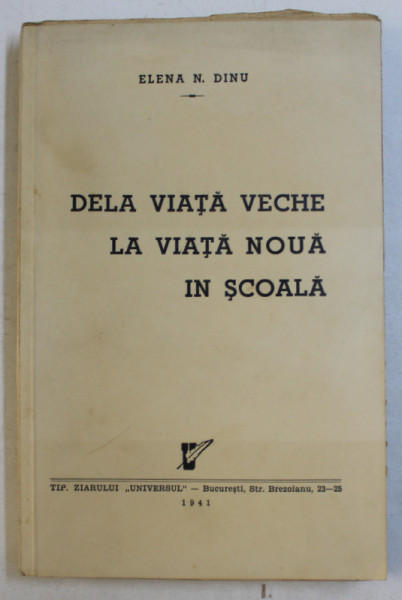 ELENA N. DINU
DELA VIAȚĂ VECHE
LA VIAȚĂ NOUĂ
IN ȘCOALĂ
TIP. ZIARULUI „UNIVERSUL" — București, Str. Brezoianu, 23—25
1941